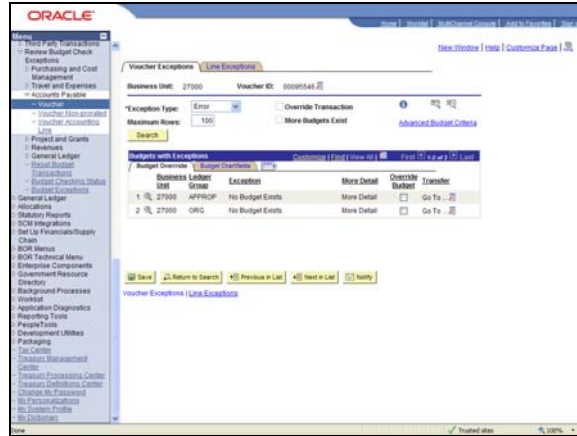 ORACLE
Home | Worklist | MultiChannel Console | Add to Favorites | Sign
Menu
Third Party Transactions
Review Budget Check
Exceptions
Purchasing and Cost
Management
Travel and Expenses
Accounts Payable
Voucher
Voucher Non-prorated
Voucher Accounting
Line
Project and Grants
Revenues
General Ledger
Reset Budget
Transactions
Budget Checking Status
Budget Exceptions
General Ledger
Allocations
Statutory Reports
SCM Integrations
Set Up Financials/Supply
Chain
BOR Menus
BOR Technical Menu
Enterprise Components
Government Resource
Directory
Background Processes
Worklist
Application Diagnostics
Reporting Tools
PeopleTools
Development Utilities
Packaging
Tax Center
Treasury Management
Center
Treasury Processing Center
Treasury Definitions Center
Change My Password
My Personalizations
My System Profile
My Dictionary
New Window | Help | Customize Page |
Voucher Exceptions Line Exceptions
Business Unit: 27000 Voucher ID: 00095546
*Exception Type: Error Override Transaction
Maximum Rows: 100 More Budgets Exist Advanced Budget Criteria
Search
Budgets with Exceptions Customize | Find | View All | First 1-2 of 2 Last
Budget Override Budget Chartfields
Business Unit Ledger Group Exception More Detail Override Budget Transfer
1 27000 APPROP No Budget Exists More Detail Go To ...
2 27000 ORG No Budget Exists More Detail Go To ...
Save Return to Search Previous in List Next in List Notify
Voucher Exceptions | Line Exceptions
Done Trusted sites 100%